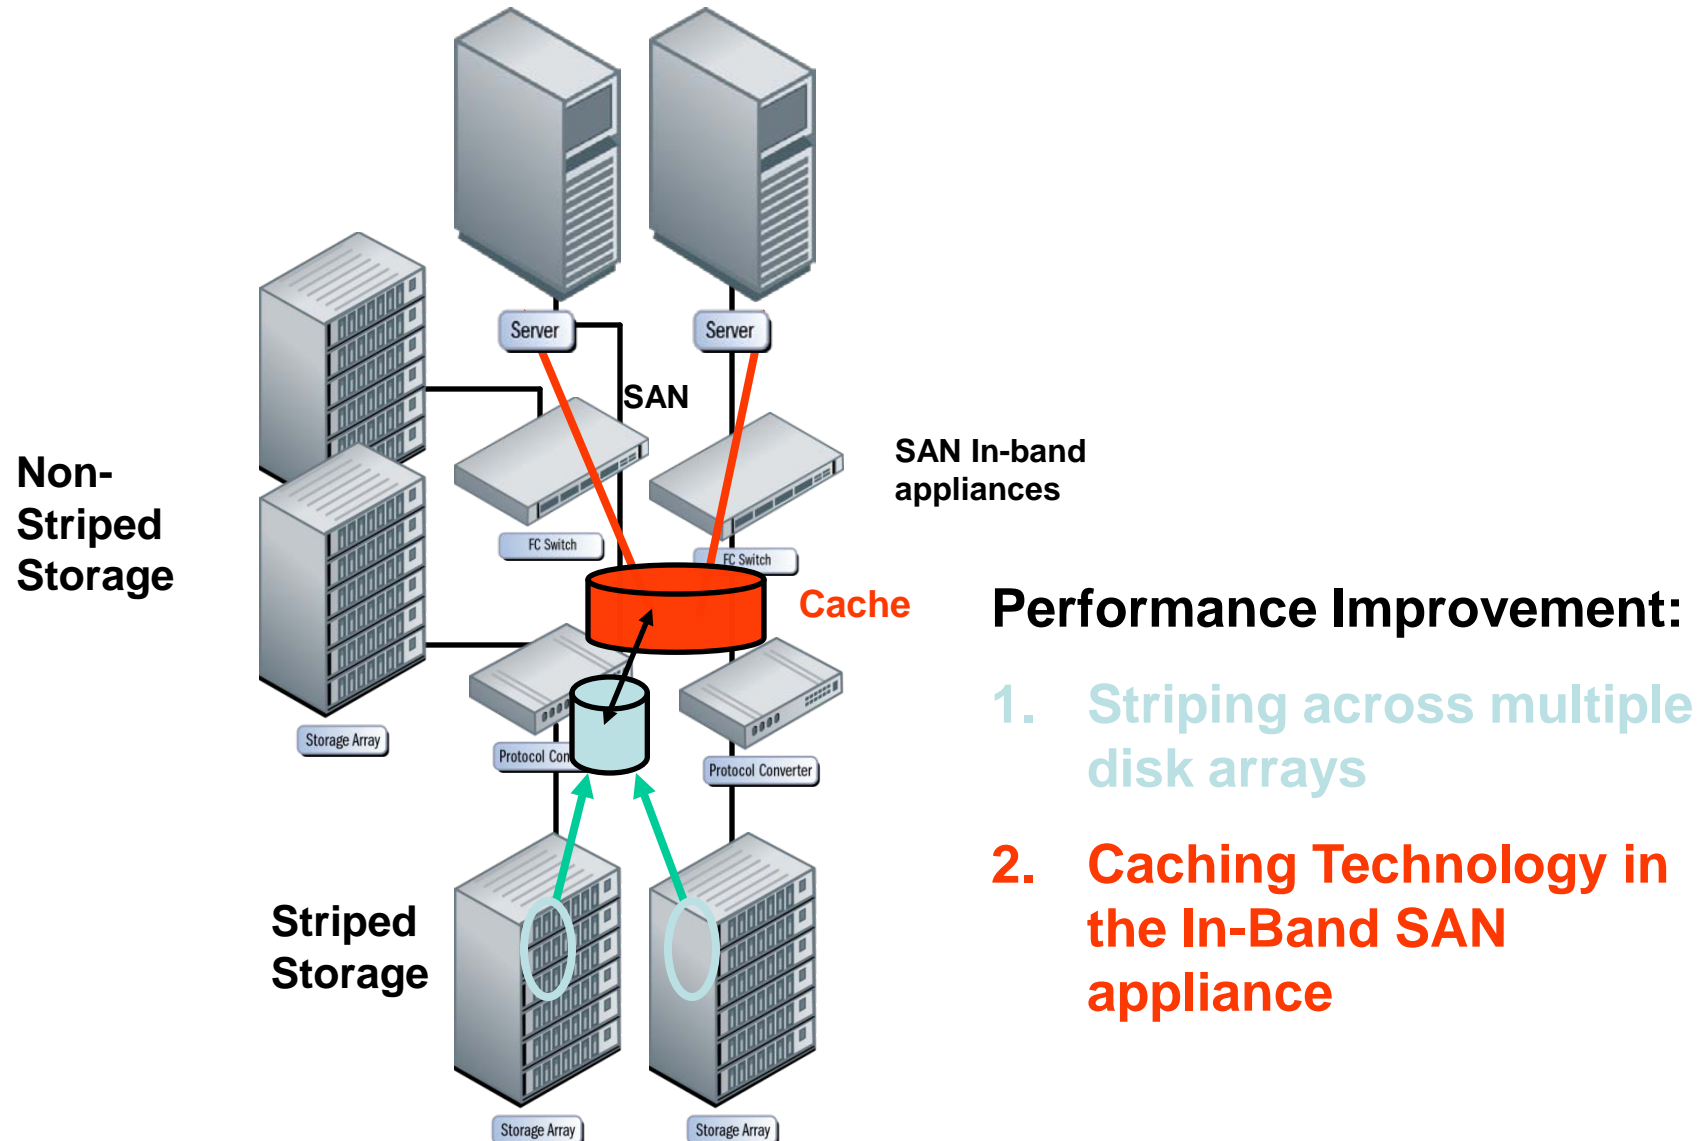 Server
Server
SAN
SAN In-band
appliances
Non-
Striped
Storage
FC Switch
FC Switch
Cache
Performance Improvement:
1. Striping across multiple
disk arrays
2. Caching Technology in
the In-Band SAN
appliance
Storage Array
Protocol Con
Protocol Converter
Striped
Storage
Storage Array
Storage Array